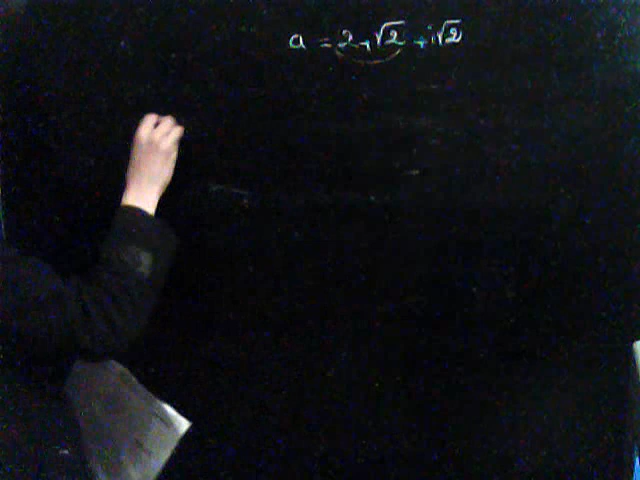 a = 2+√2 + i√2